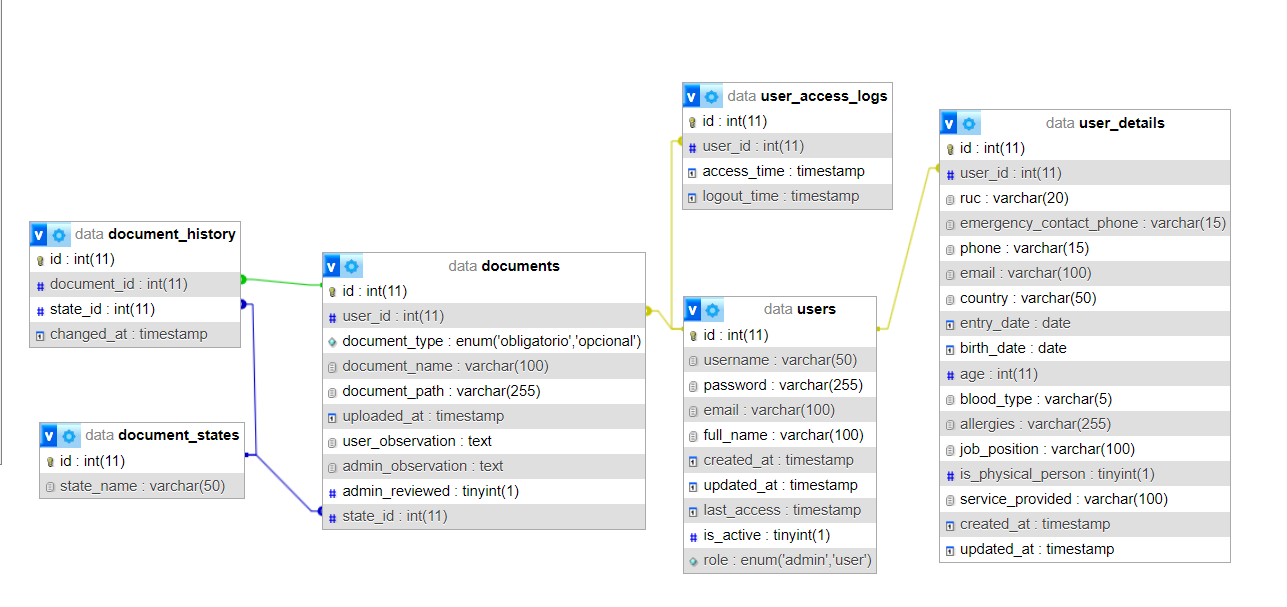 v data user_access_logs
id : int(11)
user_id : int(11)
access_time : timestamp
logout_time : timestamp
v data user_details
id : int(11)
user_id : int(11)
ruc : varchar(20)
emergency_contact_phone : varchar(15)
phone : varchar(15)
email : varchar(100)
country : varchar(50)
entry_date : date
birth_date : date
age : int(11)
blood_type : varchar(5)
allergies : varchar(255)
job_position : varchar(100)
is_physical_person : tinyint(1)
service_provided : varchar(100)
created_at : timestamp
updated_at : timestamp
v data document_history
id : int(11)
document_id : int(11)
state_id : int(11)
changed_at : timestamp
v data documents
id : int(11)
user_id : int(11)
document_type : enum('obligatorio','opcional')
document_name : varchar(100)
document_path : varchar(255)
uploaded_at : timestamp
user_observation : text
admin_observation : text
admin_reviewed : tinyint(1)
state_id : int(11)
v data users
id : int(11)
username : varchar(50)
password : varchar(255)
email : varchar(100)
full_name : varchar(100)
created_at : timestamp
updated_at : timestamp
last_access : timestamp
is_active : tinyint(1)
role : enum('admin','user')
v data document_states
id : int(11)
state_name : varchar(50)